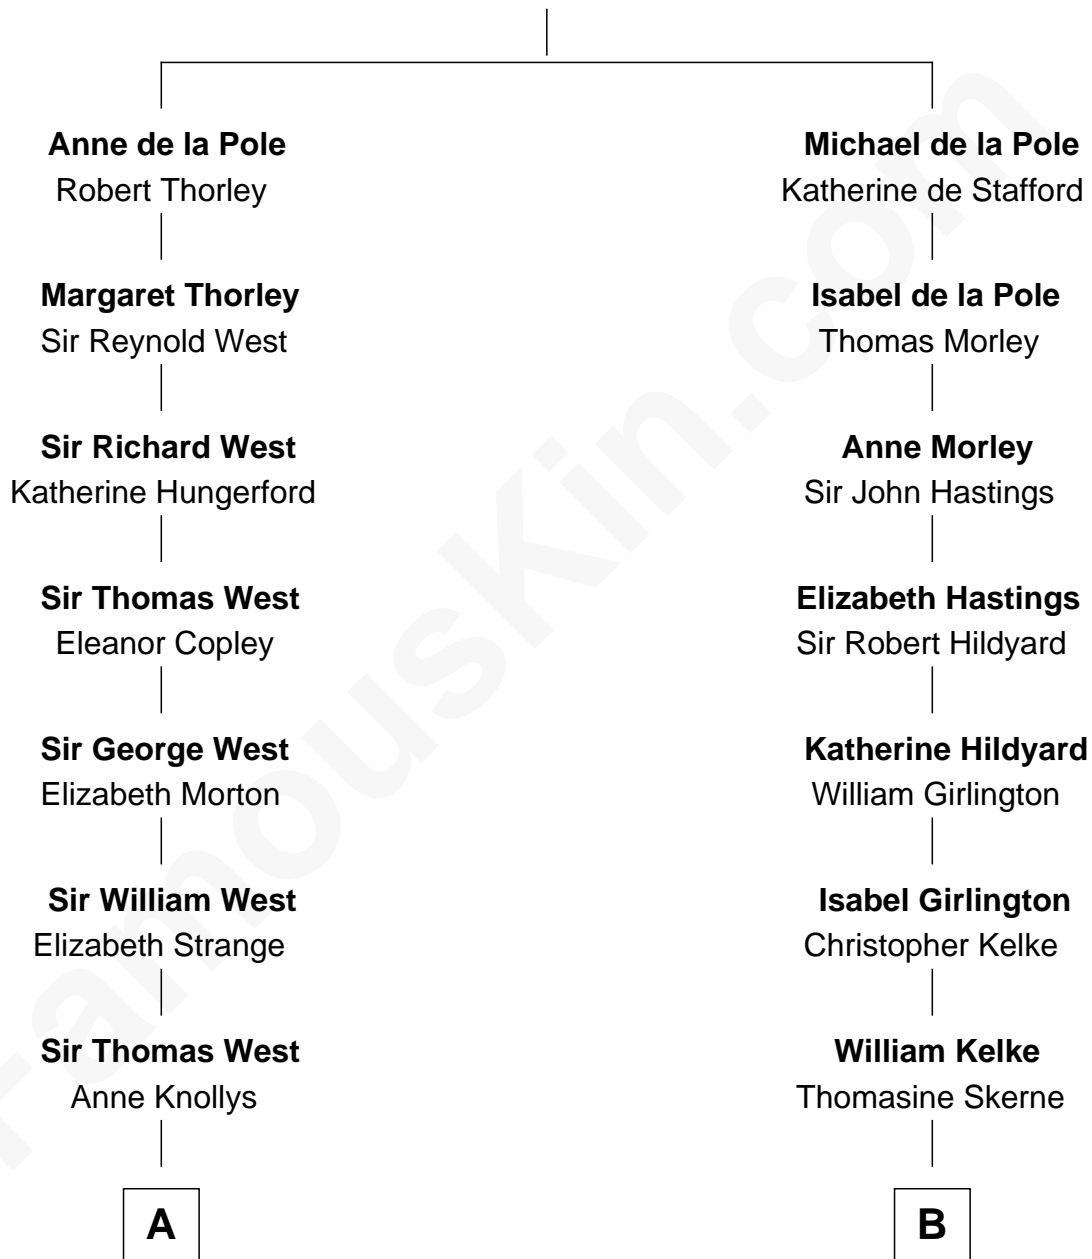 Anne de la Pole
Robert Thorley
Margaret Thorley
Sir Reynold West
Sir Richard West
Katherine Hungerford
Sir Thomas West
Eleanor Copley
Sir George West
Elizabeth Morton
Sir William West
Elizabeth Strange
Sir Thomas West
Anne Knollys
A
Michael de la Pole
Katherine de Stafford
Isabel de la Pole
Thomas Morley
Anne Morley
Sir John Hastings
Elizabeth Hastings
Sir Robert Hildyard
Katherine Hildyard
William Girlington
Isabel Girlington
Christopher Kelke
William Kelke
Thomasine Skerne
B
FamousKin.com